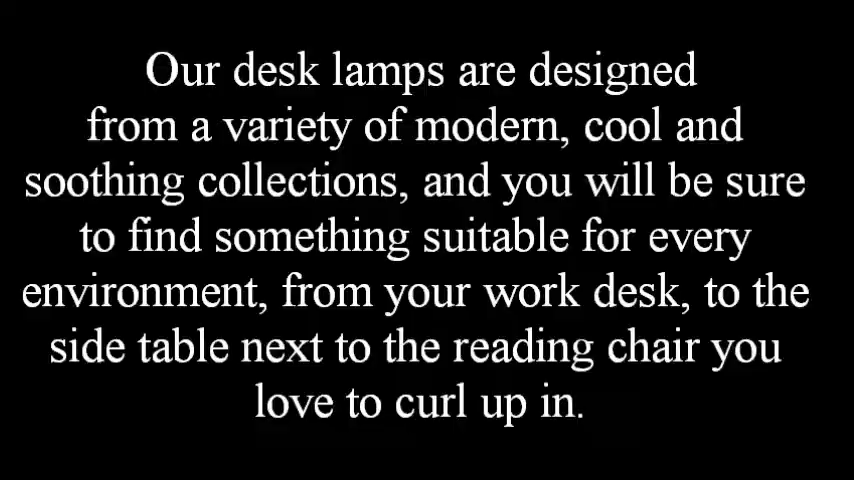 Our desk lamps are designed
from a variety of modern, cool and
soothing collections, and you will be sure
to find something suitable for every
environment, from your work desk, to the
side table next to the reading chair you
love to curl up in.